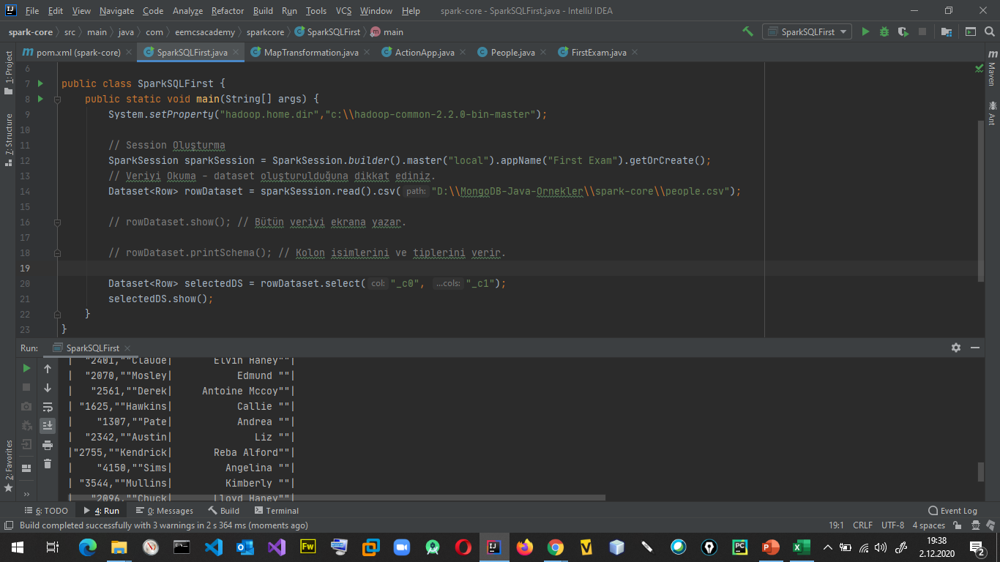 File Edit View Navigate Code Analyze Refactor Build Run Tools VCS Window Help spark-core - SparkSQLFirst.java - IntelliJ IDEA
spark-core src main java com eemcsacademy sparkcore SparkSQLFirst main SparkSQLFirst
pom.xml (spark-core) SparkSQLFirst.java MapTransformation.java ActionApp.java People.java FirstExam.java
1: Project
7: Structure
2: Favorites
Maven
Ant
6
7 public class SparkSQLFirst {
8 public static void main(String[] args) {
9 System.setProperty("hadoop.home.dir","c:\\hadoop-common-2.2.0-bin-master");
10
11 // Session Oluşturma
12 SparkSession sparkSession = SparkSession.builder().master("local").appName("First Exam").getOrCreate();
13 // Veriyi Okuma - dataset oluşturulduğuna dikkat ediniz.
14 Dataset<Row> rowDataset = sparkSession.read().csv( path: "D:\\MongoDB-Java-Ornekler\\spark-core\\people.csv");
15
16 // rowDataset.show(); // Bütün veriyi ekrana yazar.
17
18 // rowDataset.printSchema(); // Kolon isimlerini ve tiplerini verir.
19
20 Dataset<Row> selectedDS = rowDataset.select( col: "_c0", ...cols: "_c1");
21 selectedDS.show();
22 }
23 }
Run: SparkSQLFirst
| "2401,""Claude| Elvin Haney""|
| "2070,""Mosley| Edmund ""|
| "2561,""Derek| Antoine Mccoy""|
| "1625,""Hawkins| Callie ""|
| "1307,""Pate| Andrea ""|
| "2342,""Austin| Liz ""|
|"2755,""Kendrick| Reba Alford""|
| "4150,""Sims| Angelina ""|
| "3544,""Mullins| Kimberly ""|
| "2096,""Chuck| Lloyd Haney""|
6: TODO 4: Run 0: Messages Build Terminal Event Log
Build completed successfully with 3 warnings in 2 s 364 ms (moments ago) 19:1 CRLF UTF-8 4 spaces
19:38
2.12.2020
2